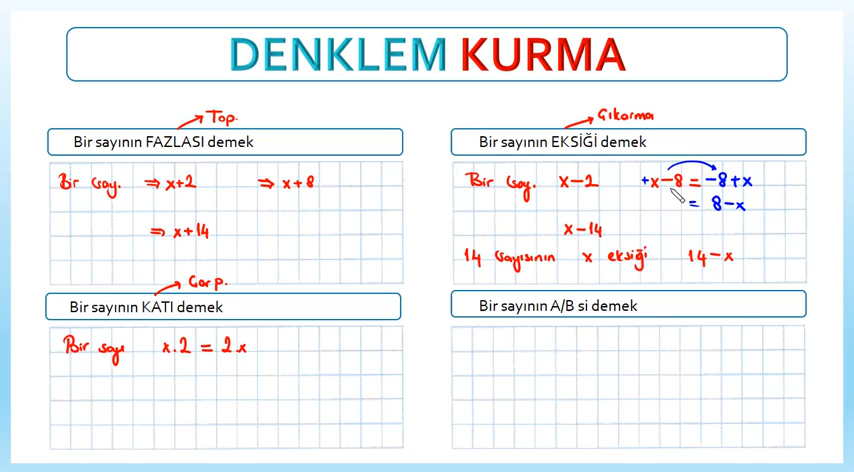 DENKLEM KURMA
Top.
Bir sayının FAZLASI demek
Bir say. ⇒ x+2 ⇒ x+8
⇒ x+14
Çıkarma
Bir sayının EKSİĞİ demek
Bir say. x-2 +x-8 = -8+x
= 8-x
x-14
14 sayısının x eksiği 14-x
Çarp.
Bir sayının KATI demek
Bir sayı x.2 = 2x
Bir sayının A/B si demek